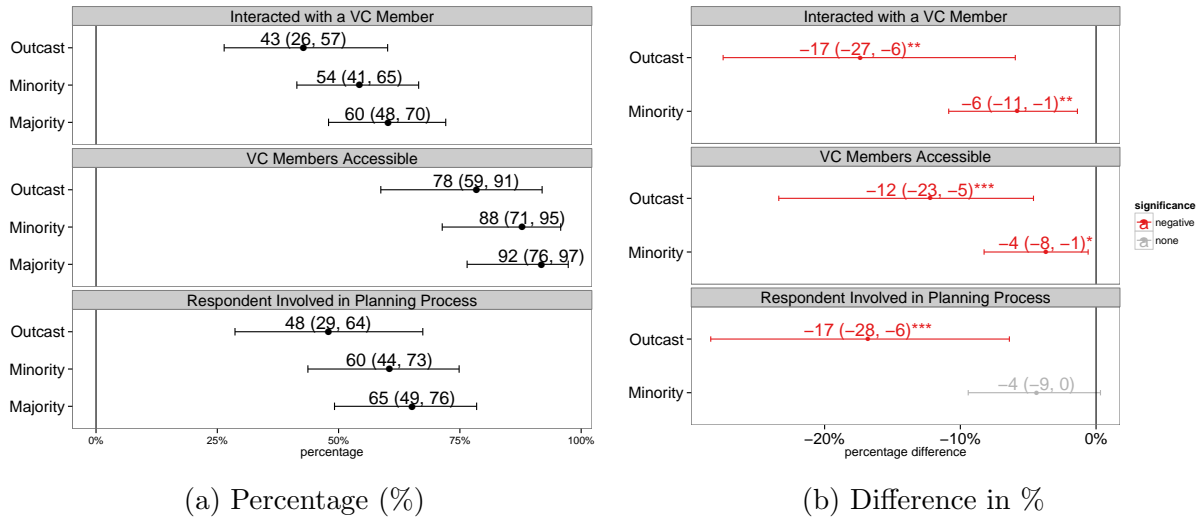 Interacted with a VC Member
Outcast
43 (26, 57)
Minority
54 (41, 65)
Majority
60 (48, 70)
VC Members Accessible
Outcast
78 (59, 91)
Minority
88 (71, 95)
Majority
92 (76, 97)
Respondent Involved in Planning Process
Outcast
48 (29, 64)
Minority
60 (44, 73)
Majority
65 (49, 76)
0% 25% 50% 75% 100%
percentage
(a) Percentage (%)
Interacted with a VC Member
Outcast
−17 (−27, −6)**
Minority
−6 (−11, −1)**
VC Members Accessible
Outcast
−12 (−23, −5)***
Minority
−4 (−8, −1)*
Respondent Involved in Planning Process
Outcast
−17 (−28, −6)***
Minority
−4 (−9, 0)
−20% −10% 0%
percentage difference
significance
a negative
a none
(b) Difference in %